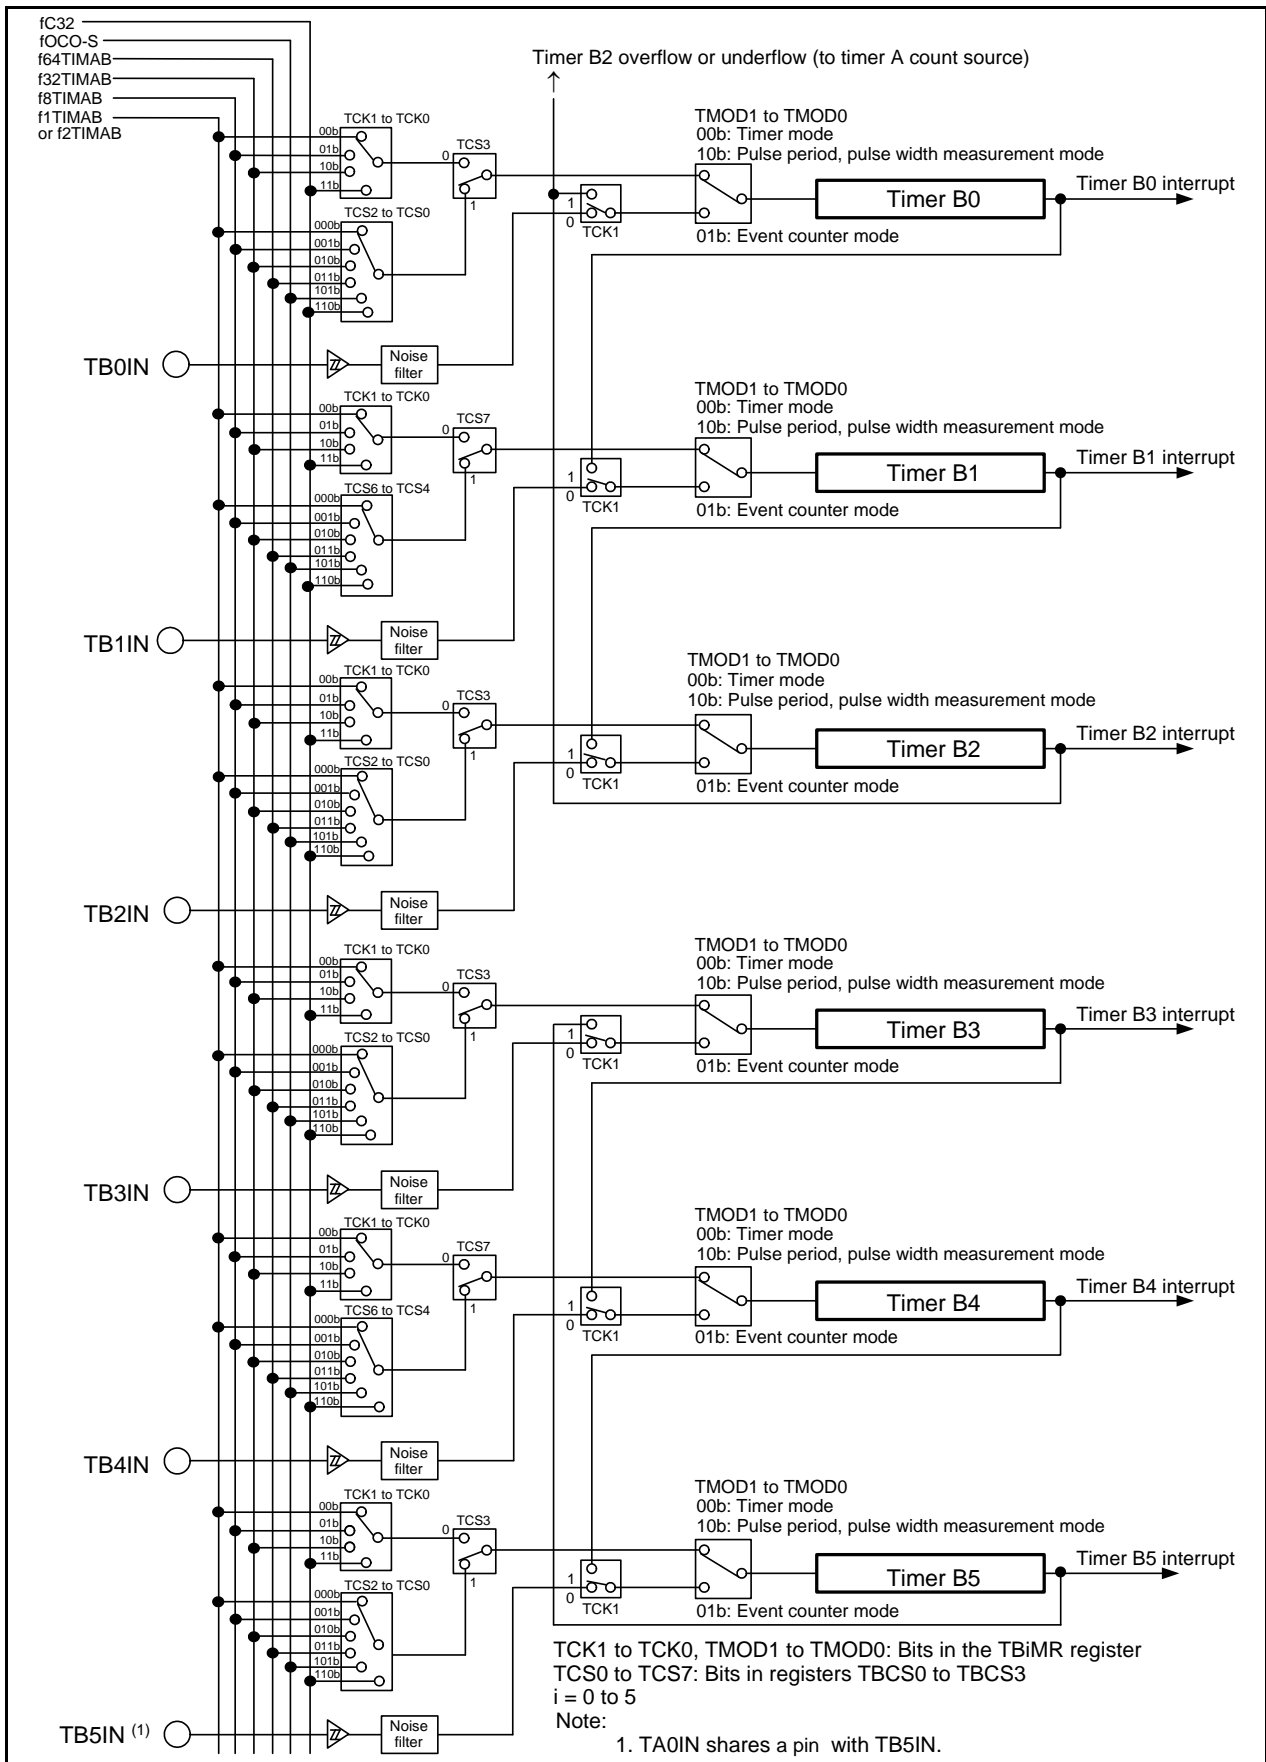 fC32
fOCO-S
f64TIMAB
f32TIMAB
f8TIMAB
f1TIMAB
or f2TIMAB
Timer B2 overflow or underflow (to timer A count source)
TCK1 to TCK0
00b
01b
10b
11b
TCS3
0
1
TCS2 to TCS0
000b
001b
010b
011b
101b
110b
TMOD1 to TMOD0
00b: Timer mode
10b: Pulse period, pulse width measurement mode
1
0
TCK1
01b: Event counter mode
Timer B0
Timer B0 interrupt
TB0IN
Noise
filter
TCK1 to TCK0
00b
01b
10b
11b
TCS7
0
1
TCS6 to TCS4
000b
001b
010b
011b
101b
110b
TMOD1 to TMOD0
00b: Timer mode
10b: Pulse period, pulse width measurement mode
1
0
TCK1
01b: Event counter mode
Timer B1
Timer B1 interrupt
TB1IN
Noise
filter
TCK1 to TCK0
00b
01b
10b
11b
TCS3
0
1
TCS2 to TCS0
000b
001b
010b
011b
101b
110b
TMOD1 to TMOD0
00b: Timer mode
10b: Pulse period, pulse width measurement mode
1
0
TCK1
01b: Event counter mode
Timer B2
Timer B2 interrupt
TB2IN
Noise
filter
TCK1 to TCK0
00b
01b
10b
11b
TCS3
0
1
TCS2 to TCS0
000b
001b
010b
011b
101b
110b
TMOD1 to TMOD0
00b: Timer mode
10b: Pulse period, pulse width measurement mode
1
0
TCK1
01b: Event counter mode
Timer B3
Timer B3 interrupt
TB3IN
Noise
filter
TCK1 to TCK0
00b
01b
10b
11b
TCS7
0
1
TCS6 to TCS4
000b
001b
010b
011b
101b
110b
TMOD1 to TMOD0
00b: Timer mode
10b: Pulse period, pulse width measurement mode
1
0
TCK1
01b: Event counter mode
Timer B4
Timer B4 interrupt
TB4IN
Noise
filter
TCK1 to TCK0
00b
01b
10b
11b
TCS3
0
1
TCS2 to TCS0
000b
001b
010b
011b
101b
110b
TMOD1 to TMOD0
00b: Timer mode
10b: Pulse period, pulse width measurement mode
1
0
TCK1
01b: Event counter mode
Timer B5
Timer B5 interrupt
TB5IN (1)
Noise
filter
TCK1 to TCK0, TMOD1 to TMOD0: Bits in the TBiMR register
TCS0 to TCS7: Bits in registers TBCS0 to TBCS3
i = 0 to 5
Note:
1. TA0IN shares a pin with TB5IN.